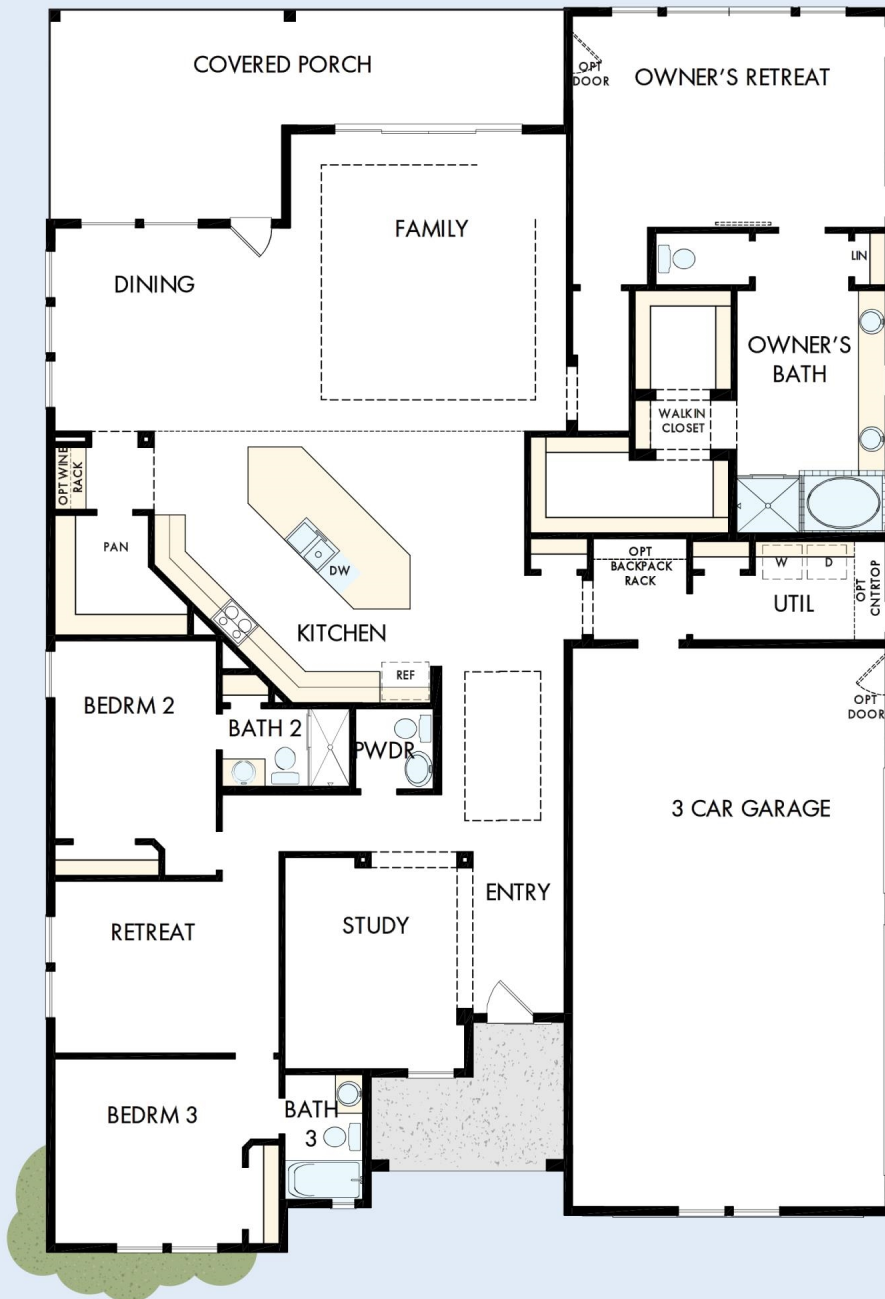 COVERED PORCH
OPT
DOOR
OWNER'S RETREAT
FAMILY
DINING
LIN
OWNER'S
BATH
WALKIN
CLOSET
OPT WINE
RACK
PAN
DW
OPT
BACKPACK
RACK
W
D
OPT
CNTRTOP
UTIL
KITCHEN
REF
OPT
DOOR
BEDRM 2
BATH 2
PWDR
3 CAR GARAGE
ENTRY
STUDY
RETREAT
BEDRM 3
BATH
3